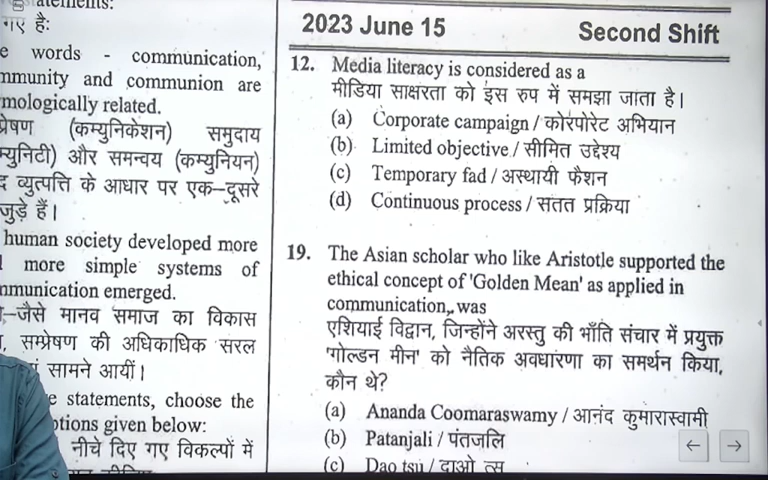 atements:
गए है:
e words - communication,
mmunity and communion are
mologically related.
प्रेषण (कम्युनिकेशन) समुदाय
म्युनिटी) और समन्वय (कम्युनियन)
द व्युत्पत्ति के आधार पर एक–दूसरे
जुड़े हैं।
human society developed more
more simple systems of
mmunication emerged.
–जैसे मानव समाज का विकास
सम्प्रेषण की अधिकाधिक सरल
सामने आयीं।
e statements, choose the
ptions given below:
नीचे दिए गए विकल्पों में
2023 June 15 Second Shift
12. Media literacy is considered as a
मीडिया साक्षरता को इस रुप में समझा जाता है।
(a) Corporate campaign / कोरपोरेट अभियान
(b) Limited objective / सीमित उद्देश्य
(c) Temporary fad / अस्थायी फैशन
(d) Continuous process / सतत प्रक्रिया
19. The Asian scholar who like Aristotle supported the
ethical concept of 'Golden Mean' as applied in
communication, was
एशियाई विद्वान, जिन्होंने अरस्तु की भाँति संचार में प्रयुक्त
'गोल्डन मीन' को नैतिक अवधारणा का समर्थन किया,
कौन थे?
(a) Ananda Coomaraswamy / आनंद कुमारास्वामी
(b) Patanjali / पंतजलि
(c) Dao tsu / दाओ त्सू